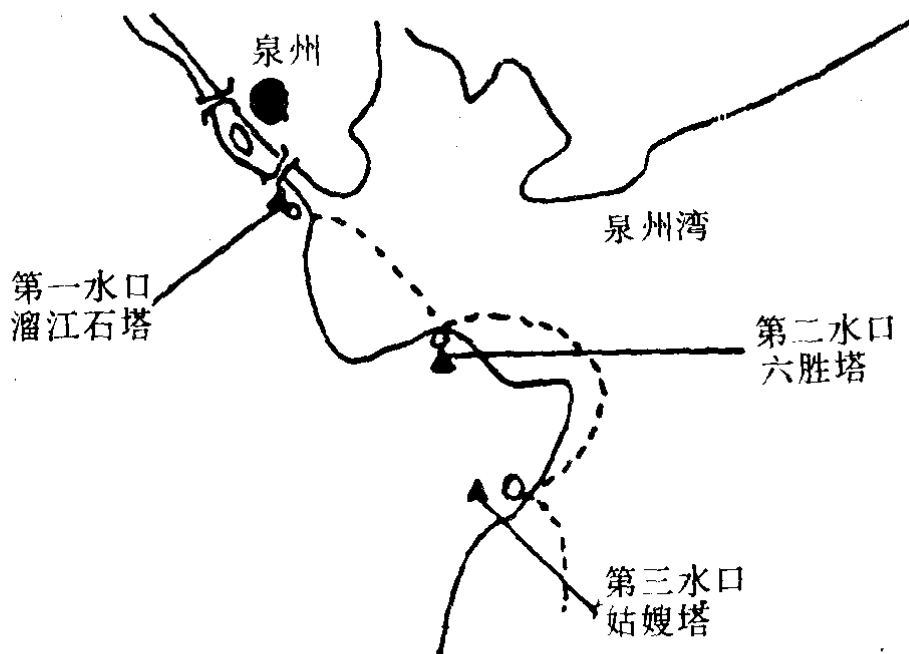 泉州
泉州湾
第一水口
溜江石塔
第二水口
六胜塔
第三水口
姑嫂塔